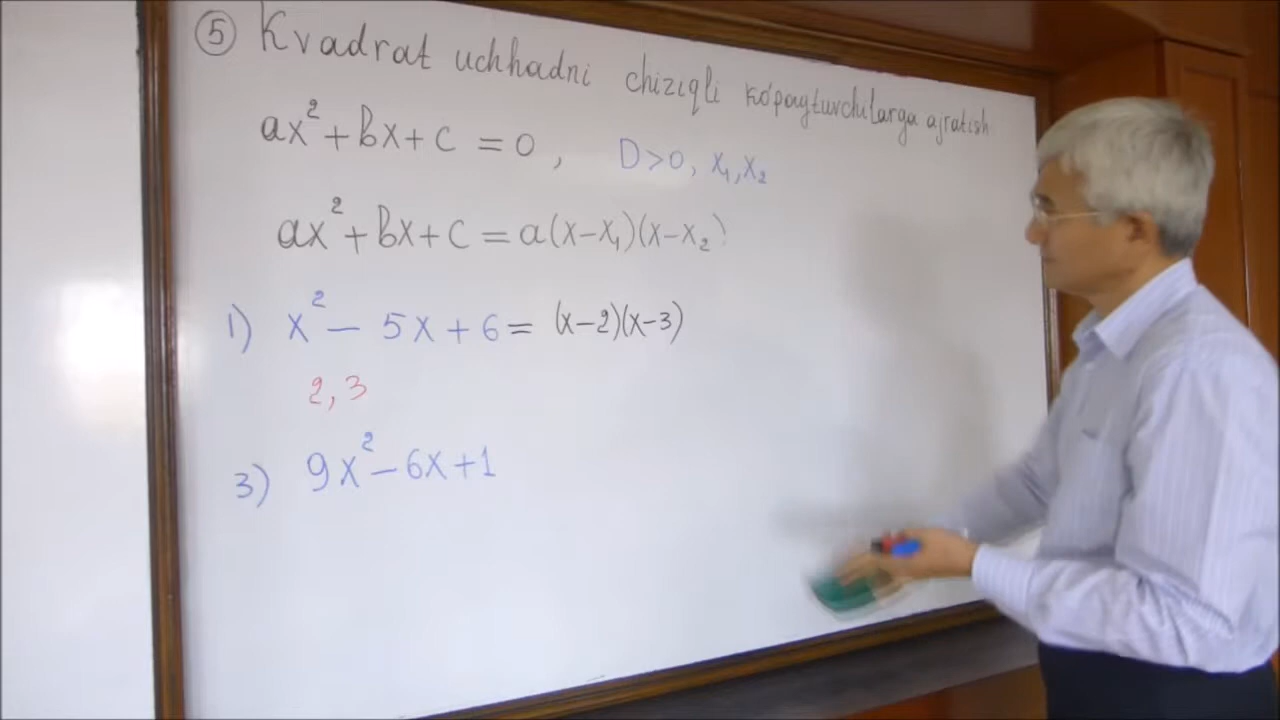 ⑤ Kvadrat uchhadni chiziqli ko'paytuvchilarga ajratish
ax² + bx + c = 0 , D>0, x₁, x₂
ax² + bx + c = a(x-x₁)(x-x₂)
1) x² - 5x + 6 = (x-2)(x-3)
2, 3
3) 9x² - 6x + 1